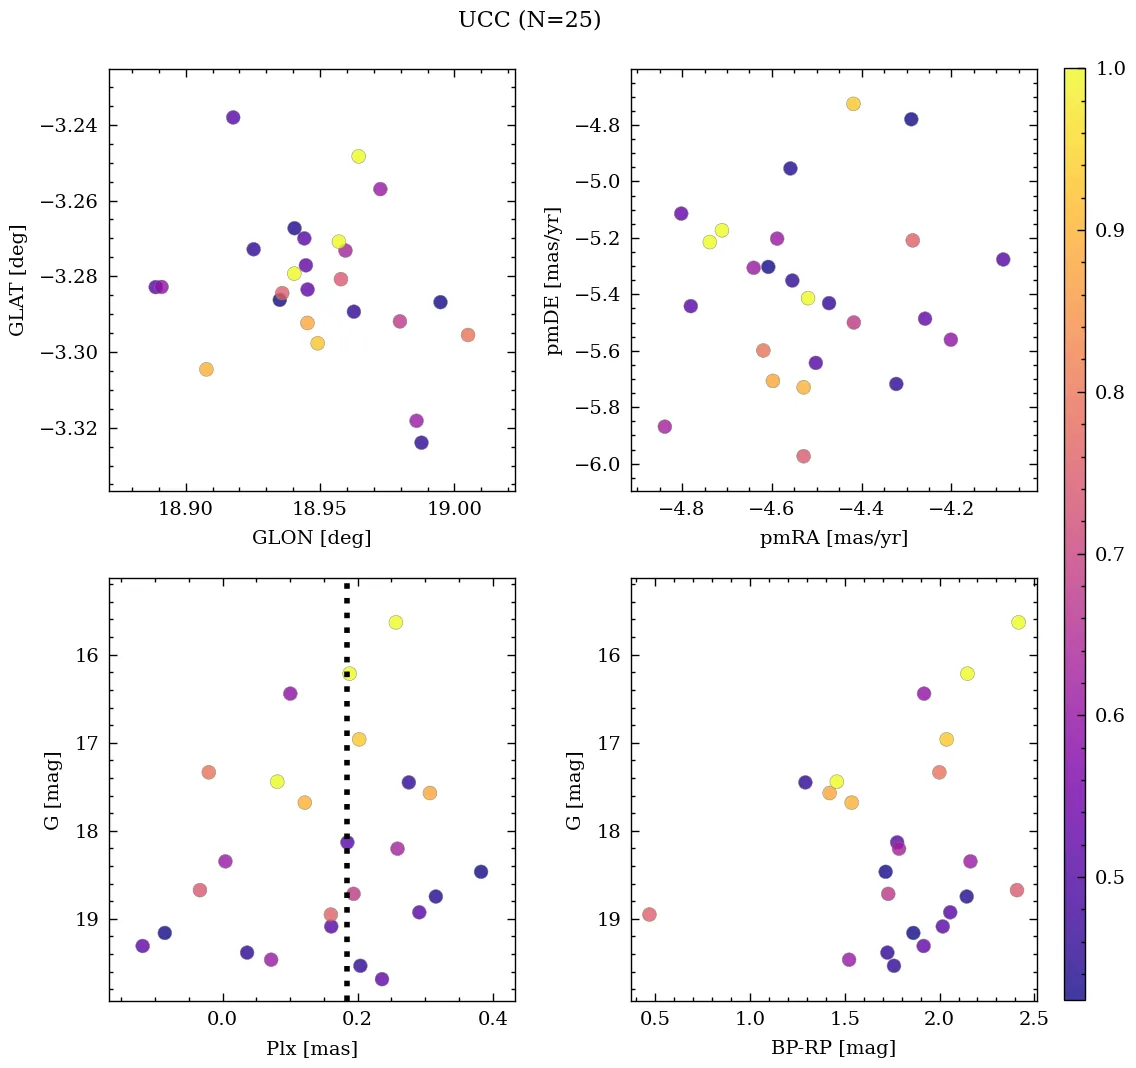 UCC (N=25)
−3.24
−3.26
−3.28
−3.30
−3.32
GLAT [deg]
18.90 18.95 19.00
GLON [deg]
−4.8
−5.0
−5.2
−5.4
−5.6
−5.8
−6.0
pmDE [mas/yr]
−4.8 −4.6 −4.4 −4.2
pmRA [mas/yr]
16
17
18
19
G [mag]
0.0 0.2 0.4
Plx [mas]
16
17
18
19
G [mag]
0.5 1.0 1.5 2.0 2.5
BP-RP [mag]
1.0
0.9
0.8
0.7
0.6
0.5